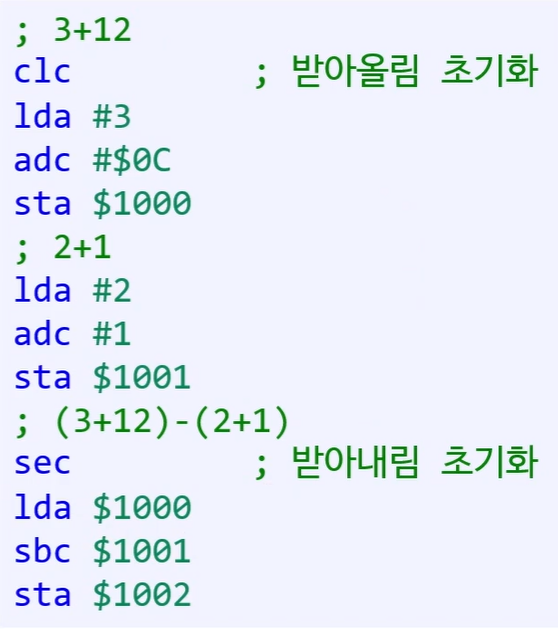 ; 3+12
clc ; 받아올림 초기화
lda #3
adc #$0C
sta $1000
; 2+1
lda #2
adc #1
sta $1001
; (3+12)-(2+1)
sec ; 받아내림 초기화
lda $1000
sbc $1001
sta $1002